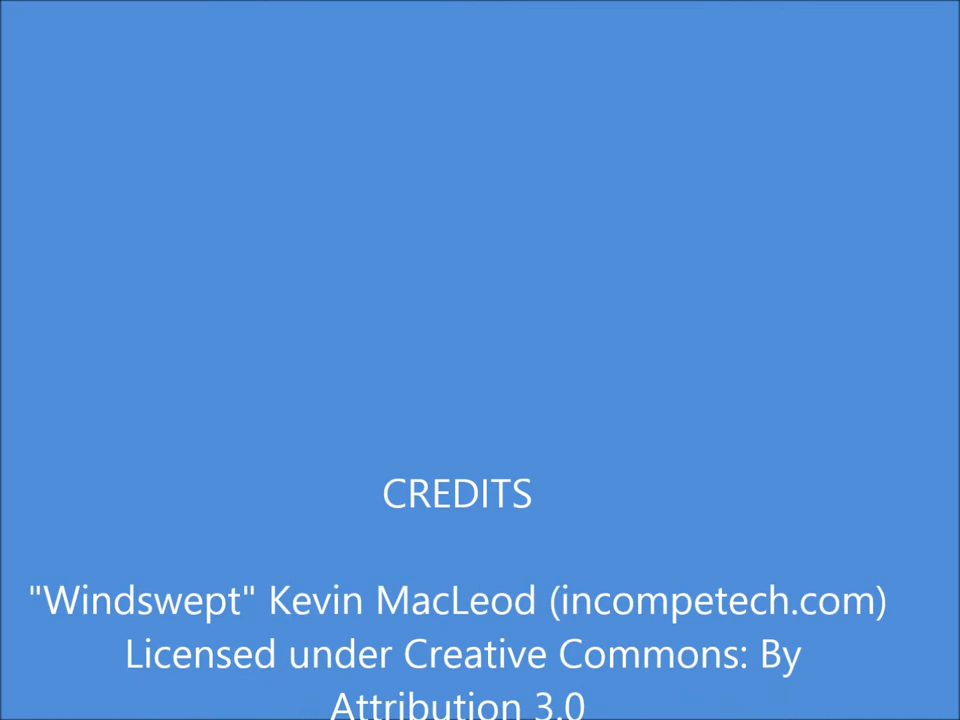 CREDITS
"Windswept" Kevin MacLeod (incompetech.com)
Licensed under Creative Commons: By
Attribution 3.0